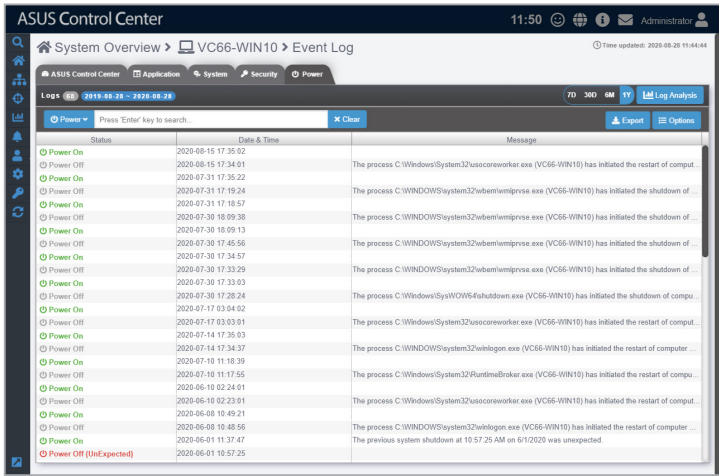 ASUS Control Center
11:50
Administrator
System Overview > VC66-WIN10 > Event Log
Time updated: 2020-08-28 11:44:44
ASUS Control Center Application System Security Power
Logs 68 2019-08-28 ~ 2020-08-28 7D 30D 6M 1Y Log Analysis
Power Press 'Enter' key to search... Clear Export Options
Status Date & Time Message
Power On 2020-08-15 17:35:02
Power Off 2020-08-15 17:34:01 The process C:\Windows\System32\usocoreworker.exe (VC66-WIN10) has initiated the restart of comput...
Power On 2020-07-31 17:35:22
Power Off 2020-07-31 17:19:24 The process C:\WINDOWS\system32\wbem\wmiprvse.exe (VC66-WIN10) has initiated the shutdown of ...
Power On 2020-07-31 17:18:57
Power Off 2020-07-30 18:09:38 The process C:\WINDOWS\system32\wbem\wmiprvse.exe (VC66-WIN10) has initiated the shutdown of ...
Power On 2020-07-30 18:09:13
Power Off 2020-07-30 17:45:56 The process C:\WINDOWS\system32\wbem\wmiprvse.exe (VC66-WIN10) has initiated the shutdown of ...
Power On 2020-07-30 17:34:57
Power Off 2020-07-30 17:33:29 The process C:\WINDOWS\system32\wbem\wmiprvse.exe (VC66-WIN10) has initiated the shutdown of ...
Power On 2020-07-30 17:33:03
Power Off 2020-07-30 17:28:24 The process C:\Windows\SysWOW64\shutdown.exe (VC66-WIN10) has initiated the shutdown of compu...
Power On 2020-07-17 03:04:02
Power Off 2020-07-17 03:03:01 The process C:\Windows\System32\usocoreworker.exe (VC66-WIN10) has initiated the restart of comput...
Power On 2020-07-14 17:35:03
Power Off 2020-07-14 17:34:37 The process C:\WINDOWS\system32\winlogon.exe (VC66-WIN10) has initiated the restart of computer ...
Power On 2020-07-10 11:18:39
Power Off 2020-07-10 11:17:55 The process C:\Windows\System32\RuntimeBroker.exe (VC66-WIN10) has initiated the restart of compu...
Power On 2020-06-10 02:24:01
Power Off 2020-06-10 02:23:01 The process C:\Windows\System32\usocoreworker.exe (VC66-WIN10) has initiated the restart of comput...
Power On 2020-06-08 10:49:21
Power Off 2020-06-08 10:48:56 The process C:\WINDOWS\system32\winlogon.exe (VC66-WIN10) has initiated the restart of computer ...
Power On 2020-06-01 11:37:47 The previous system shutdown at 10:57:25 AM on 6/1/2020 was unexpected.
Power Off (UnExpected) 2020-06-01 10:57:25